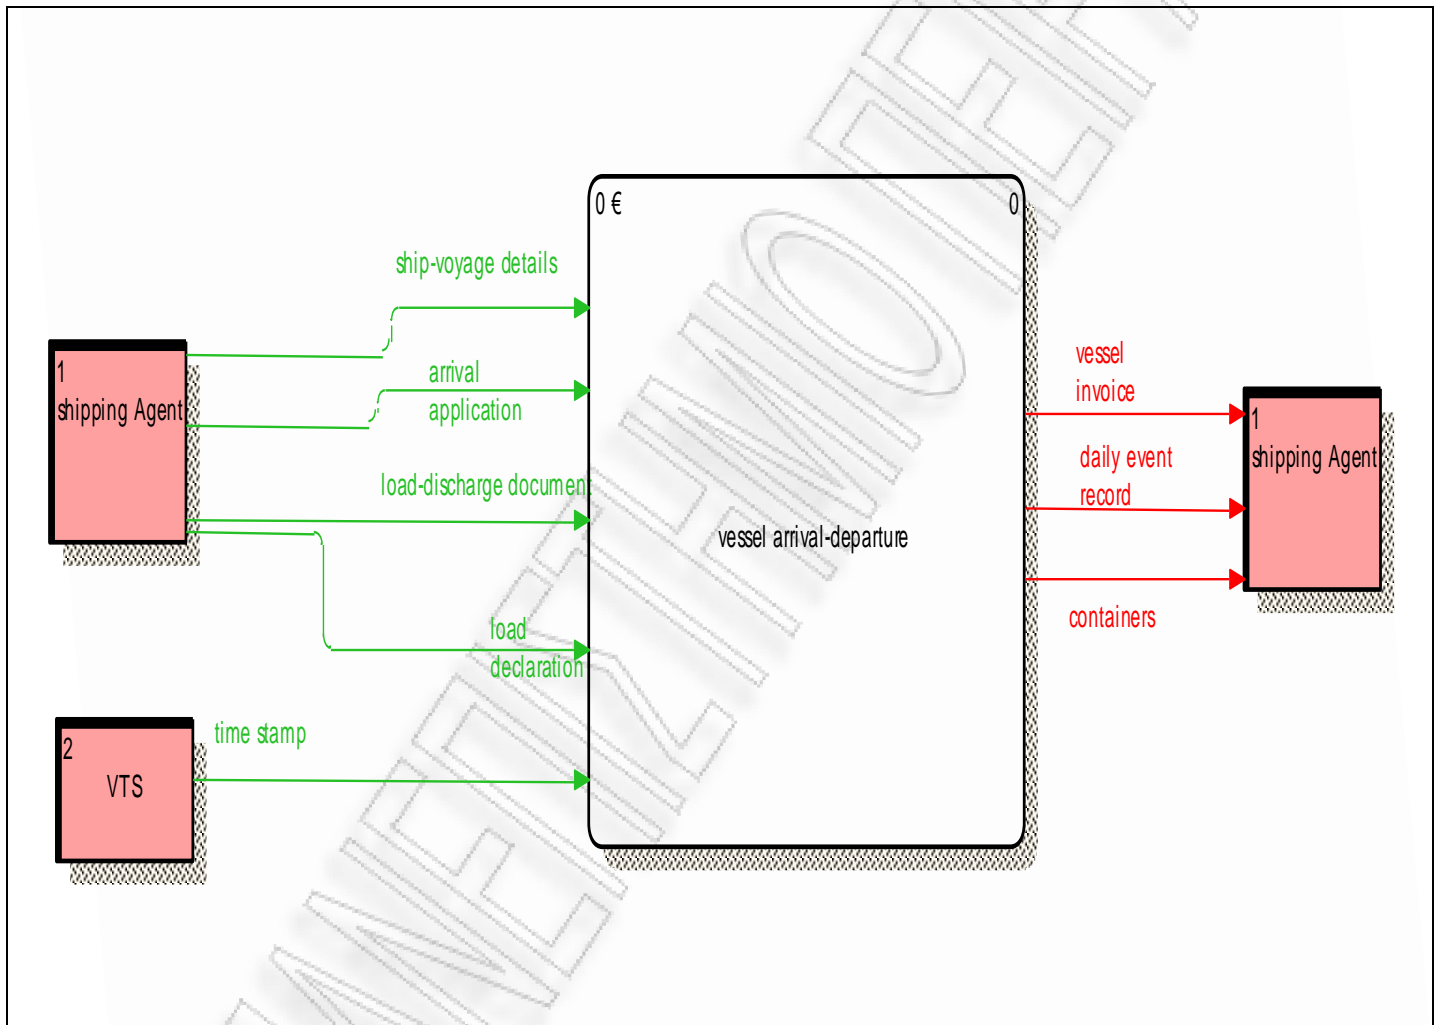 0 €
0
ship-voyage details
arrival
application
load-discharge document
load
declaration
time stamp
1
shipping Agent
2
VTS
vessel arrival-departure
vessel
invoice
daily event
record
containers
1
shipping Agent